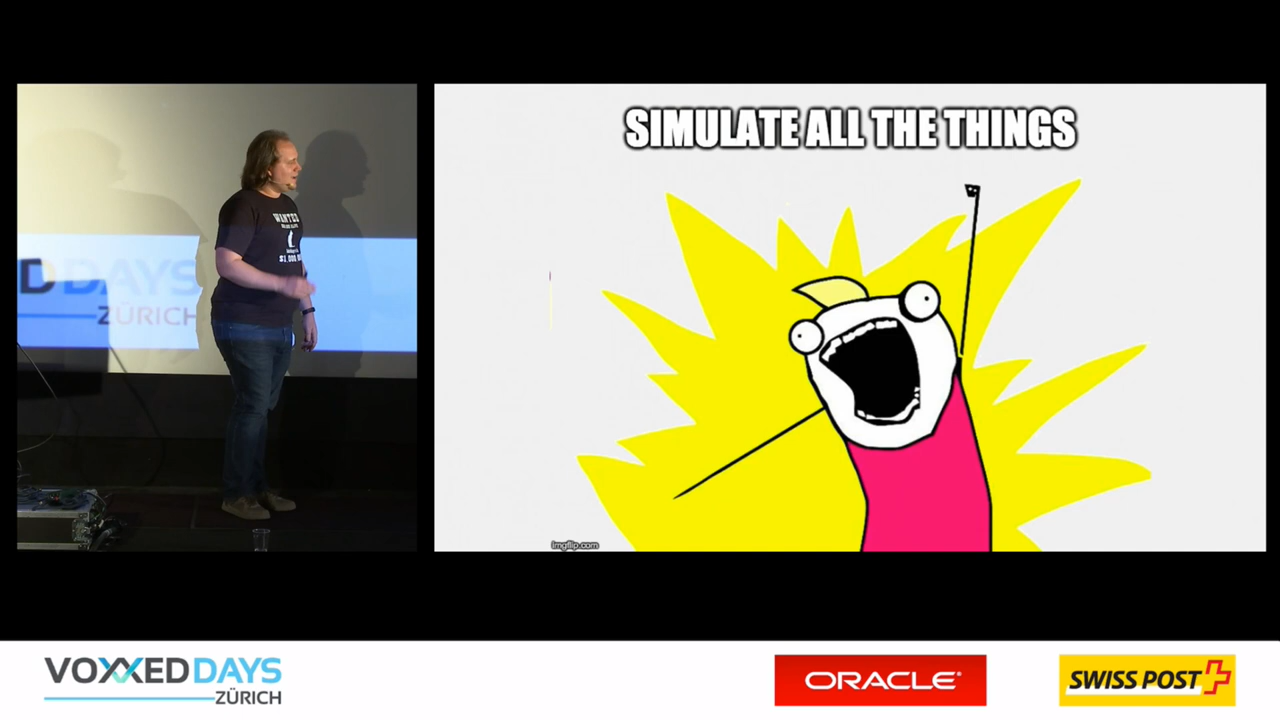 SIMULATE ALL THE THINGS
WANTED
$1,000
D DAYS
ZÜRICH
imgflip.com
VOXXED DAYS
ZÜRICH
ORACLE®
SWISS POST